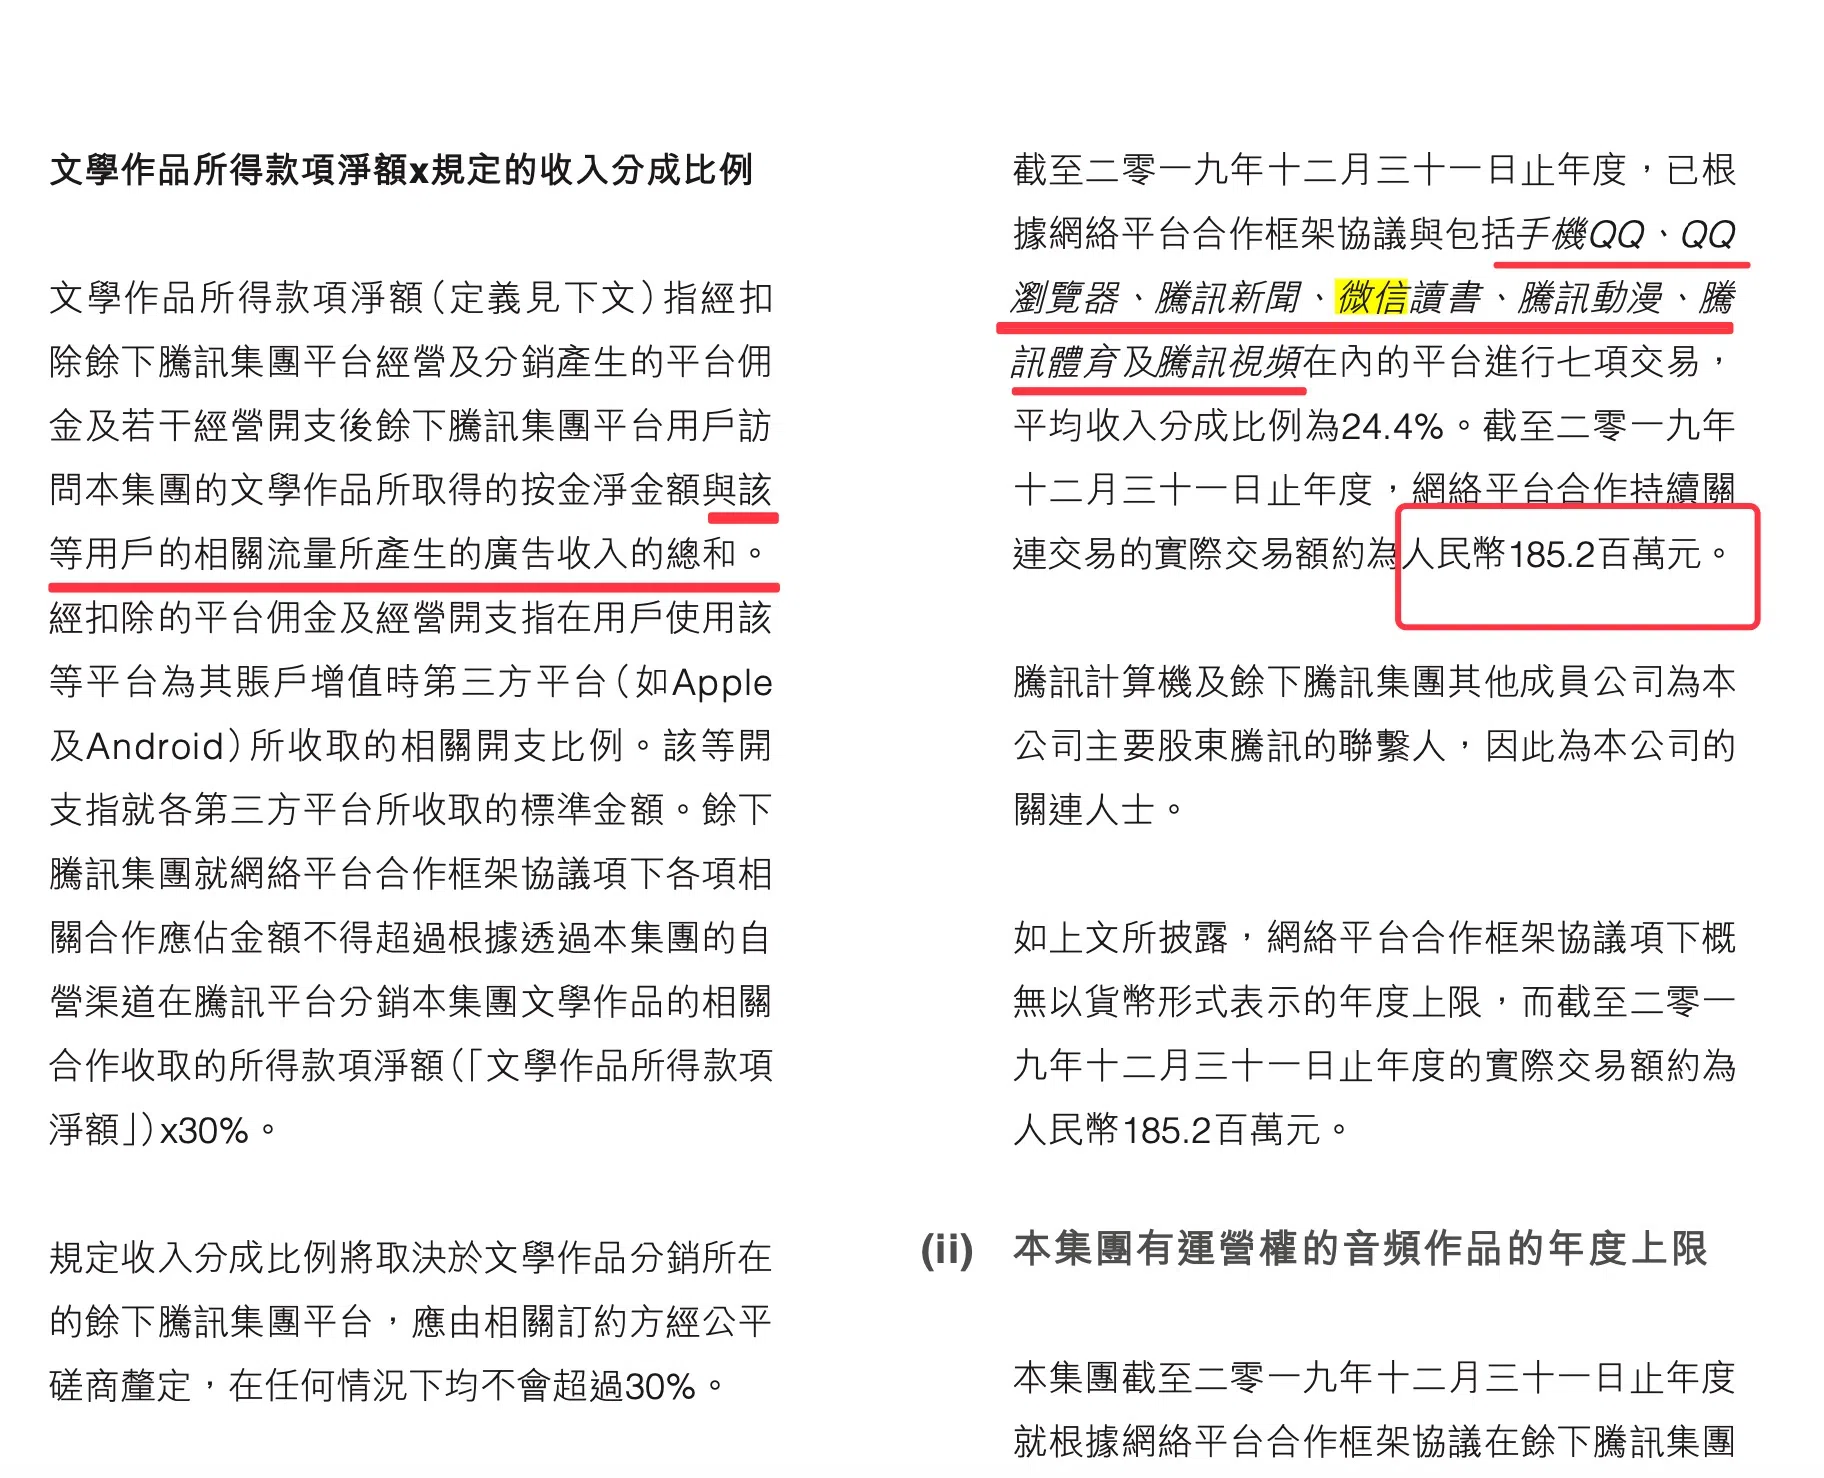 文學作品所得款項淨額x規定的收入分成比例
文學作品所得款項淨額(定義見下文)指經扣
除餘下騰訊集團平台經營及分銷產生的平台佣
金及若干經營開支後餘下騰訊集團平台用戶訪
問本集團的文學作品所取得的按金淨金額與該
等用戶的相關流量所產生的廣告收入的總和。
經扣除的平台佣金及經營開支指在用戶使用該
等平台為其賬戶增值時第三方平台(如Apple
及Android)所收取的相關開支比例。該等開
支指就各第三方平台所收取的標準金額。餘下
騰訊集團就網絡平台合作框架協議項下各項相
關合作應佔金額不得超過根據透過本集團的自
營渠道在騰訊平台分銷本集團文學作品的相關
合作收取的所得款項淨額(「文學作品所得款項
淨額」)x30%。
規定收入分成比例將取決於文學作品分銷所在
的餘下騰訊集團平台,應由相關訂約方經公平
磋商釐定,在任何情況下均不會超過30%。
截至二零一九年十二月三十一日止年度,已根
據網絡平台合作框架協議與包括手機QQ、QQ
瀏覽器、騰訊新聞、微信讀書、騰訊動漫、騰
訊體育及騰訊視頻在內的平台進行七項交易,
平均收入分成比例為24.4%。截至二零一九年
十二月三十一日止年度,網絡平台合作持續關
連交易的實際交易額約為人民幣185.2百萬元。
騰訊計算機及餘下騰訊集團其他成員公司為本
公司主要股東騰訊的聯繫人,因此為本公司的
關連人士。
如上文所披露,網絡平台合作框架協議項下概
無以貨幣形式表示的年度上限,而截至二零一
九年十二月三十一日止年度的實際交易額約為
人民幣185.2百萬元。
(ii) 本集團有運營權的音頻作品的年度上限
本集團截至二零一九年十二月三十一日止年度
就根據網絡平台合作框架協議在餘下騰訊集團